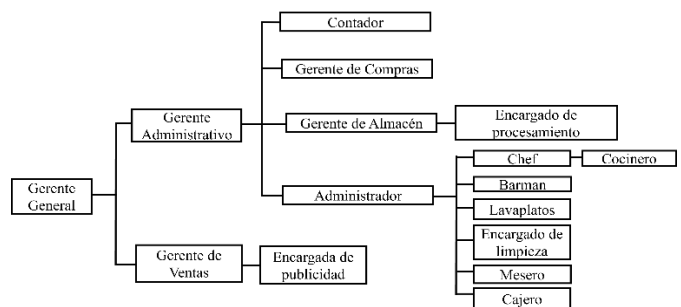 Contador
Gerente de Compras
Gerente
Administrativo
Gerente de Almacén
Encargado de
procesamiento
Chef
Cocinero
Gerente
General
Administrador
Barman
Lavaplatos
Encargado de
limpieza
Gerente de
Ventas
Encargada de
publicidad
Mesero
Cajero